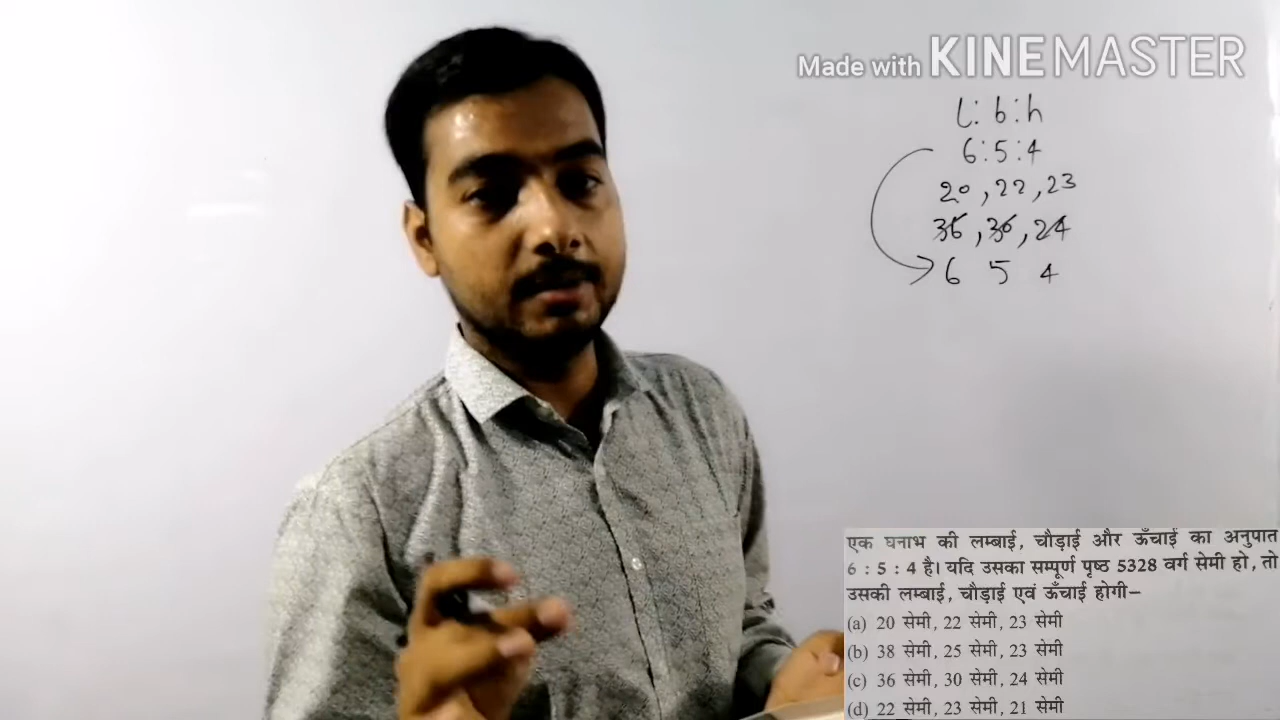 Made with KINEMASTER
l : b : h
6 : 5 : 4
20 , 22 , 23
36 , 30 , 24
6 5 4
एक घनाभ की लम्बाई, चौड़ाई और ऊँचाई का अनुपात
6 : 5 : 4 है। यदि उसका सम्पूर्ण पृष्ठ 5328 वर्ग सेमी हो, तो
उसकी लम्बाई, चौड़ाई एवं ऊँचाई होगी–
(a) 20 सेमी, 22 सेमी, 23 सेमी
(b) 38 सेमी, 25 सेमी, 23 सेमी
(c) 36 सेमी, 30 सेमी, 24 सेमी
(d) 22 सेमी, 23 सेमी, 21 सेमी